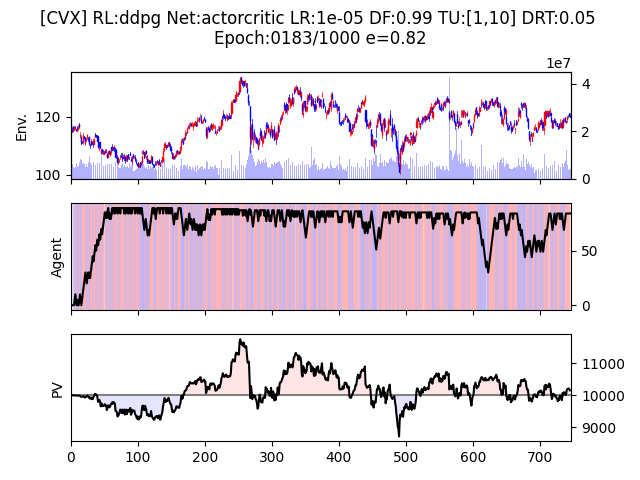 [CVX] RL:ddpg Net:actorcritic LR:1e-05 DF:0.99 TU:[1,10] DRT:0.05
Epoch:0183/1000 e=0.82
1e7
Env.
120
100
4
2
0
Agent
50
0
PV
11000
10000
9000
0 100 200 300 400 500 600 700